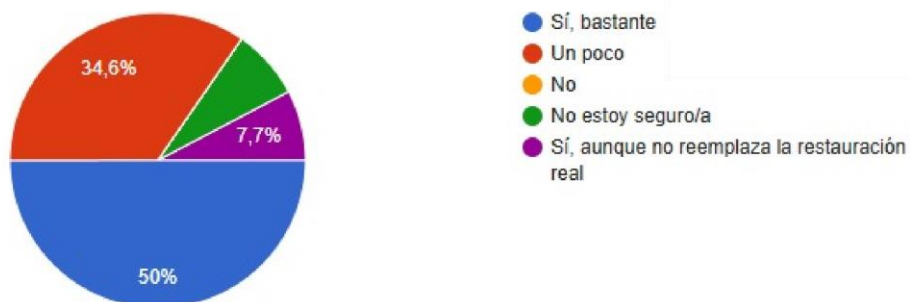 34,6%
7,7%
50%
Sí, bastante
Un poco
No
No estoy seguro/a
Sí, aunque no reemplaza la restauración
real